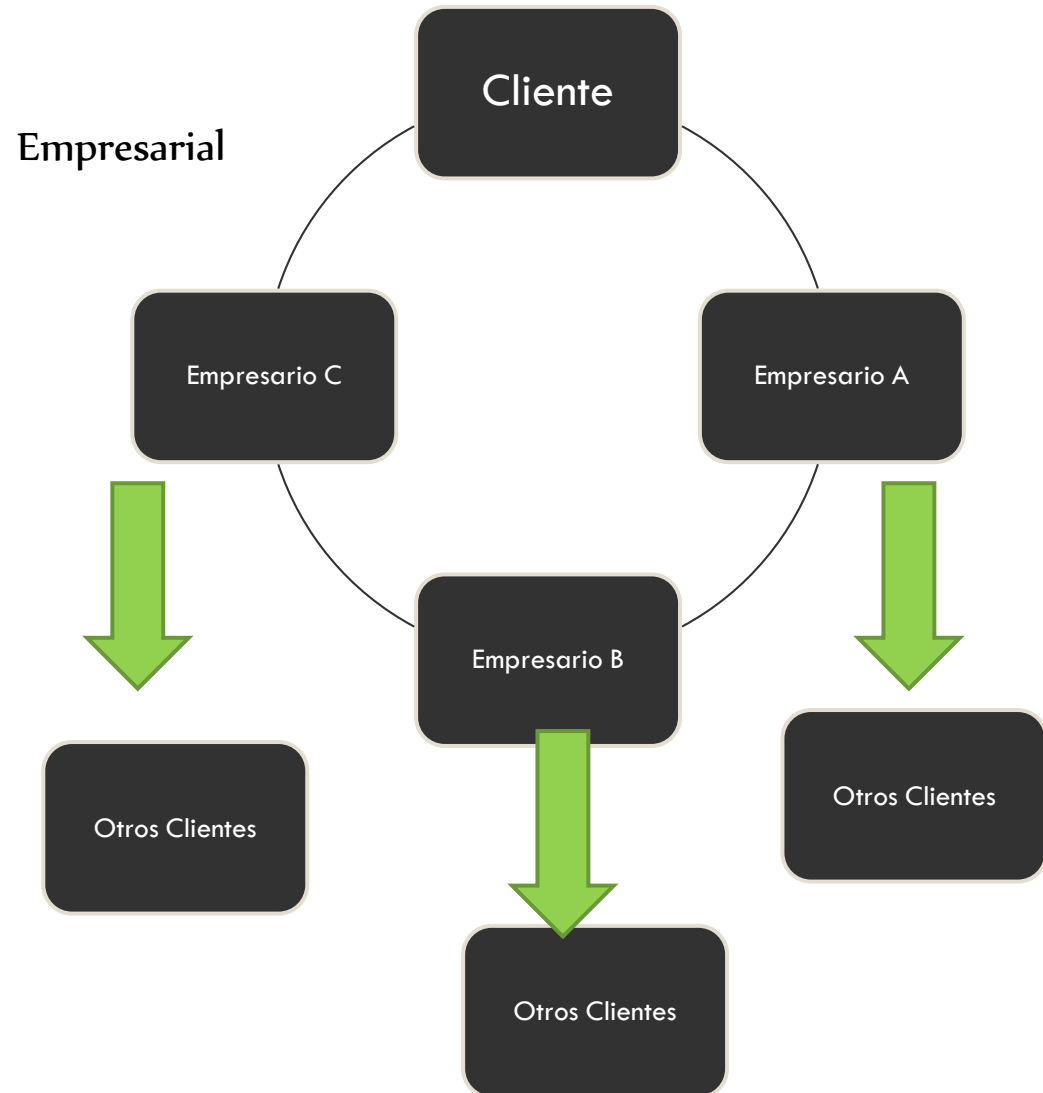 Cliente
Empresarial
Empresario C
Empresario A
Empresario B
Otros Clientes
Otros Clientes
Otros Clientes